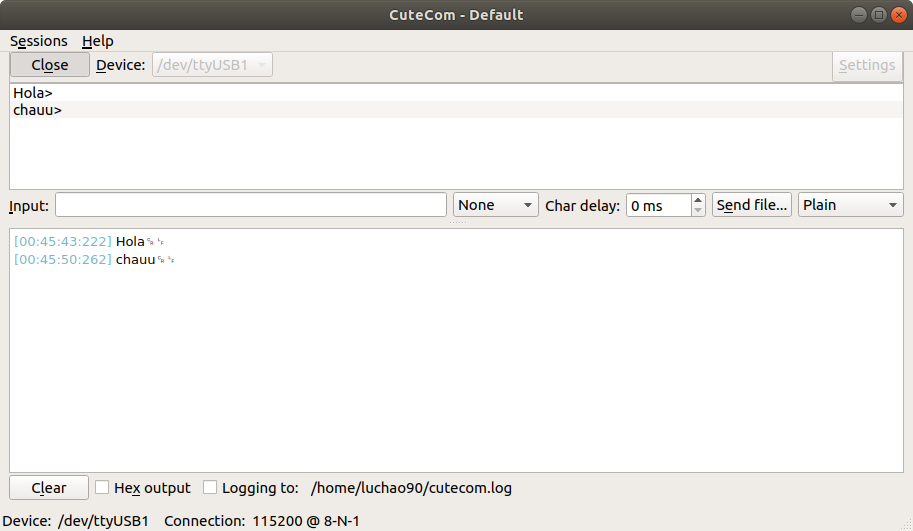 CuteCom - Default
Sessions Help
Close Device: /dev/ttyUSB1 Settings
Hola>
chauu>
Input: None Char delay: 0 ms Send file... Plain
[00:45:43:222] Hola␍␊
[00:45:50:262] chauu␍␊
Clear Hex output Logging to: /home/luchao90/cutecom.log
Device: /dev/ttyUSB1 Connection: 115200 @ 8-N-1